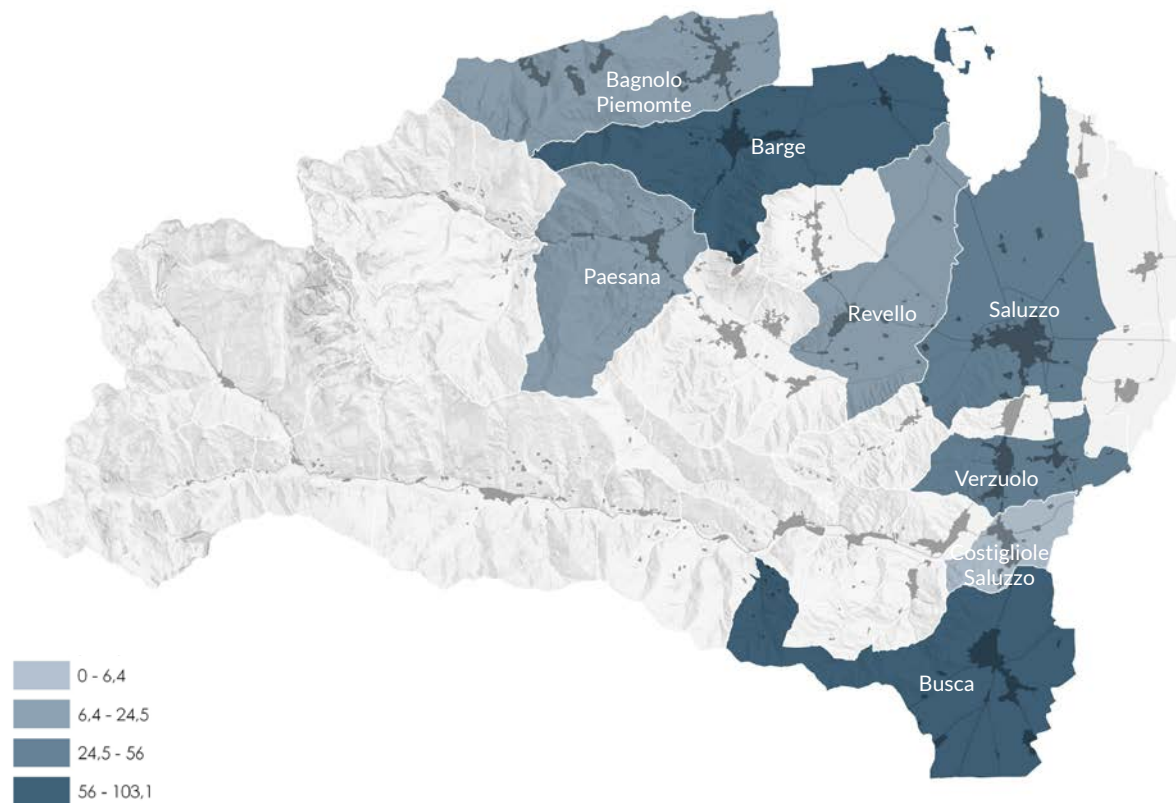 Bagnolo
Piemomte
Barge
Paesana
Revello
Saluzzo
Verzuolo
Costigliole
Saluzzo
Busca
0 - 6,4
6,4 - 24,5
24,5 - 56
56 - 103,1